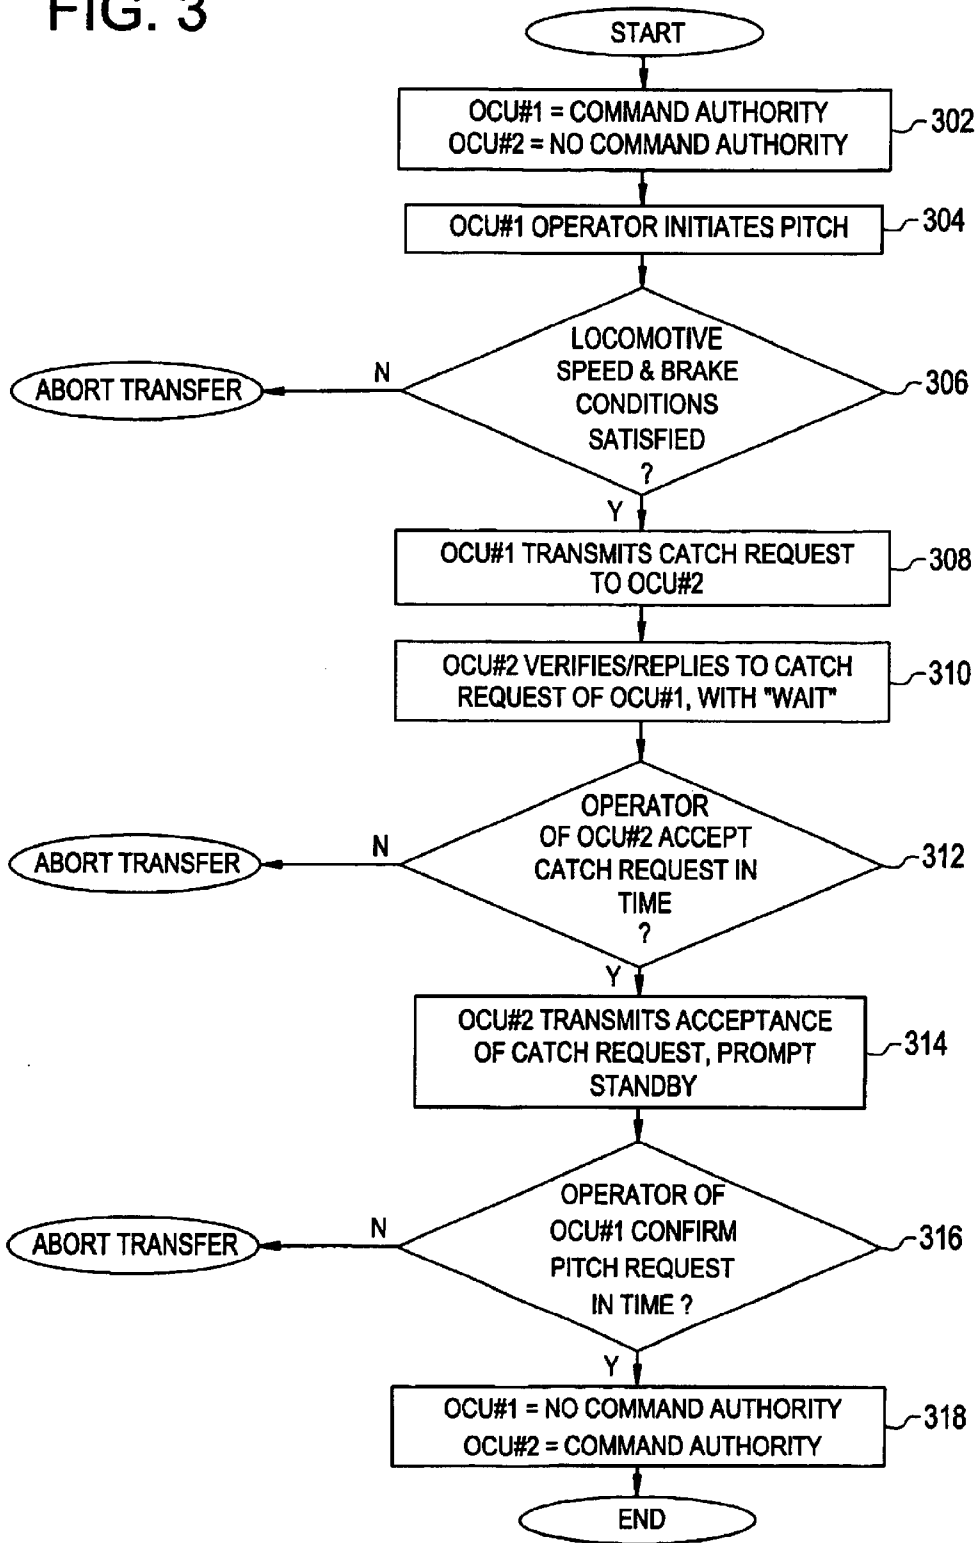 FIG. 3
START
OCU#1 = COMMAND AUTHORITY
OCU#2 = NO COMMAND AUTHORITY
302
OCU#1 OPERATOR INITIATES PITCH
304
LOCOMOTIVE
SPEED & BRAKE
CONDITIONS
SATISFIED
?
306
N
ABORT TRANSFER
Y
OCU#1 TRANSMITS CATCH REQUEST
TO OCU#2
308
OCU#2 VERIFIES/REPLIES TO CATCH
REQUEST OF OCU#1, WITH "WAIT"
310
OPERATOR
OF OCU#2 ACCEPT
CATCH REQUEST IN
TIME
?
312
N
ABORT TRANSFER
Y
OCU#2 TRANSMITS ACCEPTANCE
OF CATCH REQUEST, PROMPT
STANDBY
314
OPERATOR OF
OCU#1 CONFIRM
PITCH REQUEST
IN TIME ?
316
N
ABORT TRANSFER
Y
OCU#1 = NO COMMAND AUTHORITY
OCU#2 = COMMAND AUTHORITY
318
END